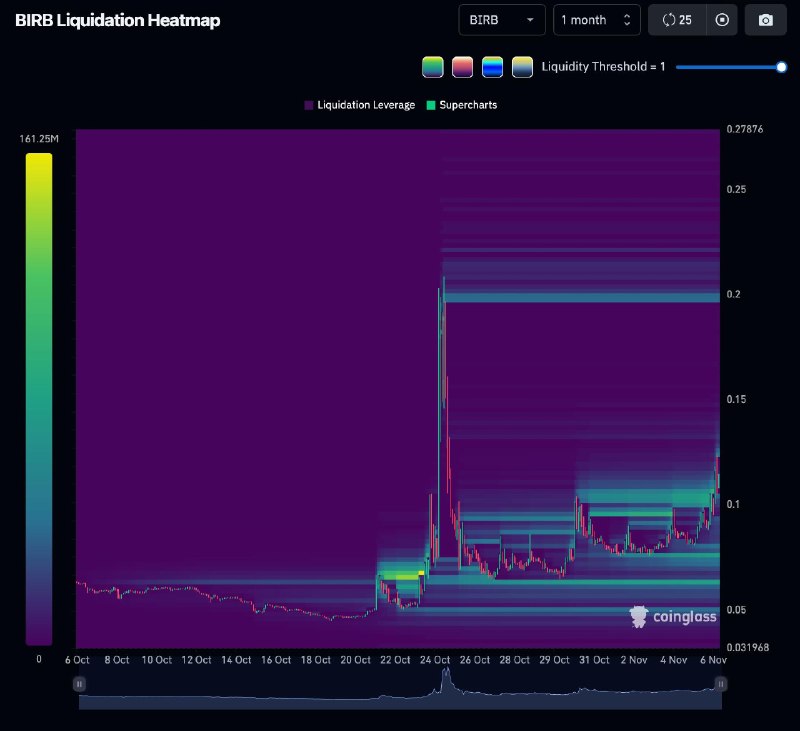 BIRB Liquidation Heatmap
BIRB
1 month
25
Liquidity Threshold = 1
Liquidation Leverage
Supercharts
161.25M
0
0.27876
0.25
0.2
0.15
0.1
0.05
0.031968
coinglass
6 Oct 8 Oct 10 Oct 12 Oct 14 Oct 16 Oct 18 Oct 20 Oct 22 Oct 24 Oct 26 Oct 28 Oct 29 Oct 31 Oct 2 Nov 4 Nov 6 Nov